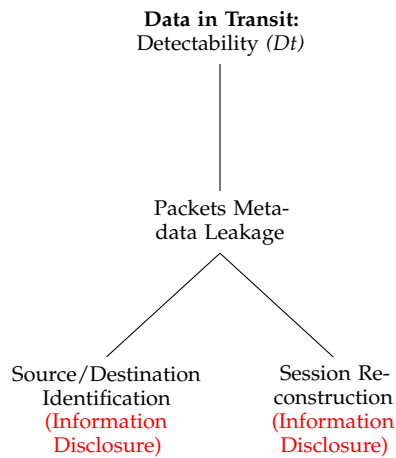 Data in Transit:
Detectability (Dt)
Packets Meta-
data Leakage
Source/Destination
Identification
(Information
Disclosure)
Session Re-
construction
(Information
Disclosure)